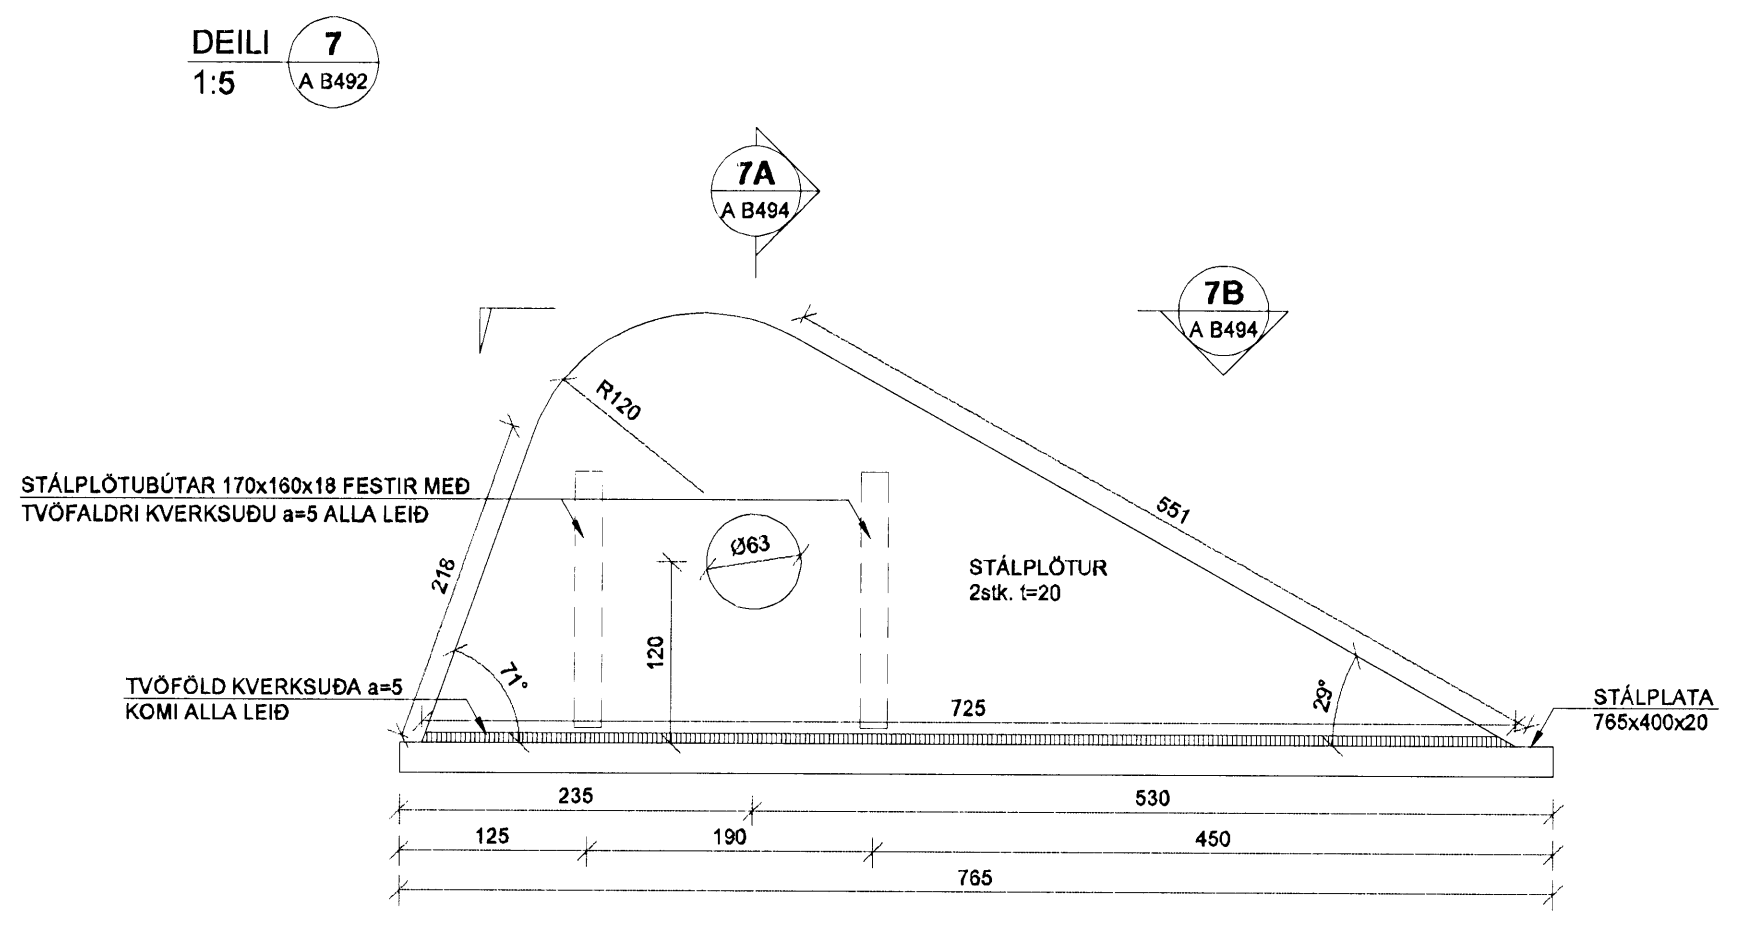 DEILI
1:5
7
A B492
7A
A B494
7B
A B494
R120
STÁLPLÖTUBÚTAR 170x160x18 FESTIR MEÐ
TVÖFALDRI KVERKSUÐU a=5 ALLA LEIÐ
551
Ø63
STÁLPLÖTUR
2stk. t=20
218
120
71°
29°
TVÖFÖLD KVERKSUÐA a=5
KOMI ALLA LEIÐ
725
STÁLPLATA
765x400x20
235
530
125
190
450
765